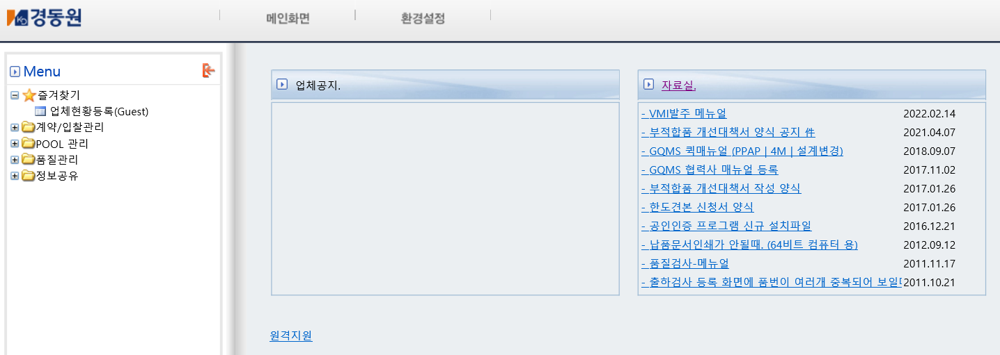 KD 경동원
메인화면
환경설정
Menu
즐겨찾기
업체현황등록(Guest)
계약/입찰관리
POOL 관리
품질관리
정보공유
업체공지.
자료실.
- VMI발주 메뉴얼 2022.02.14
- 부적합품 개선대책서 양식 공지 件 2021.04.07
- GQMS 퀵매뉴얼 (PPAP | 4M | 설계변경) 2018.09.07
- GQMS 협력사 매뉴얼 등록 2017.11.02
- 부적합품 개선대책서 작성 양식 2017.01.26
- 한도견본 신청서 양식 2017.01.26
- 공인인증 프로그램 신규 설치파일 2016.12.21
- 납품문서인쇄가 안될때. (64비트 컴퓨터 용) 2012.09.12
- 품질검사-메뉴얼 2011.11.17
- 출하검사 등록 화면에 품번이 여러개 중복되어 보일 2011.10.21
원격지원